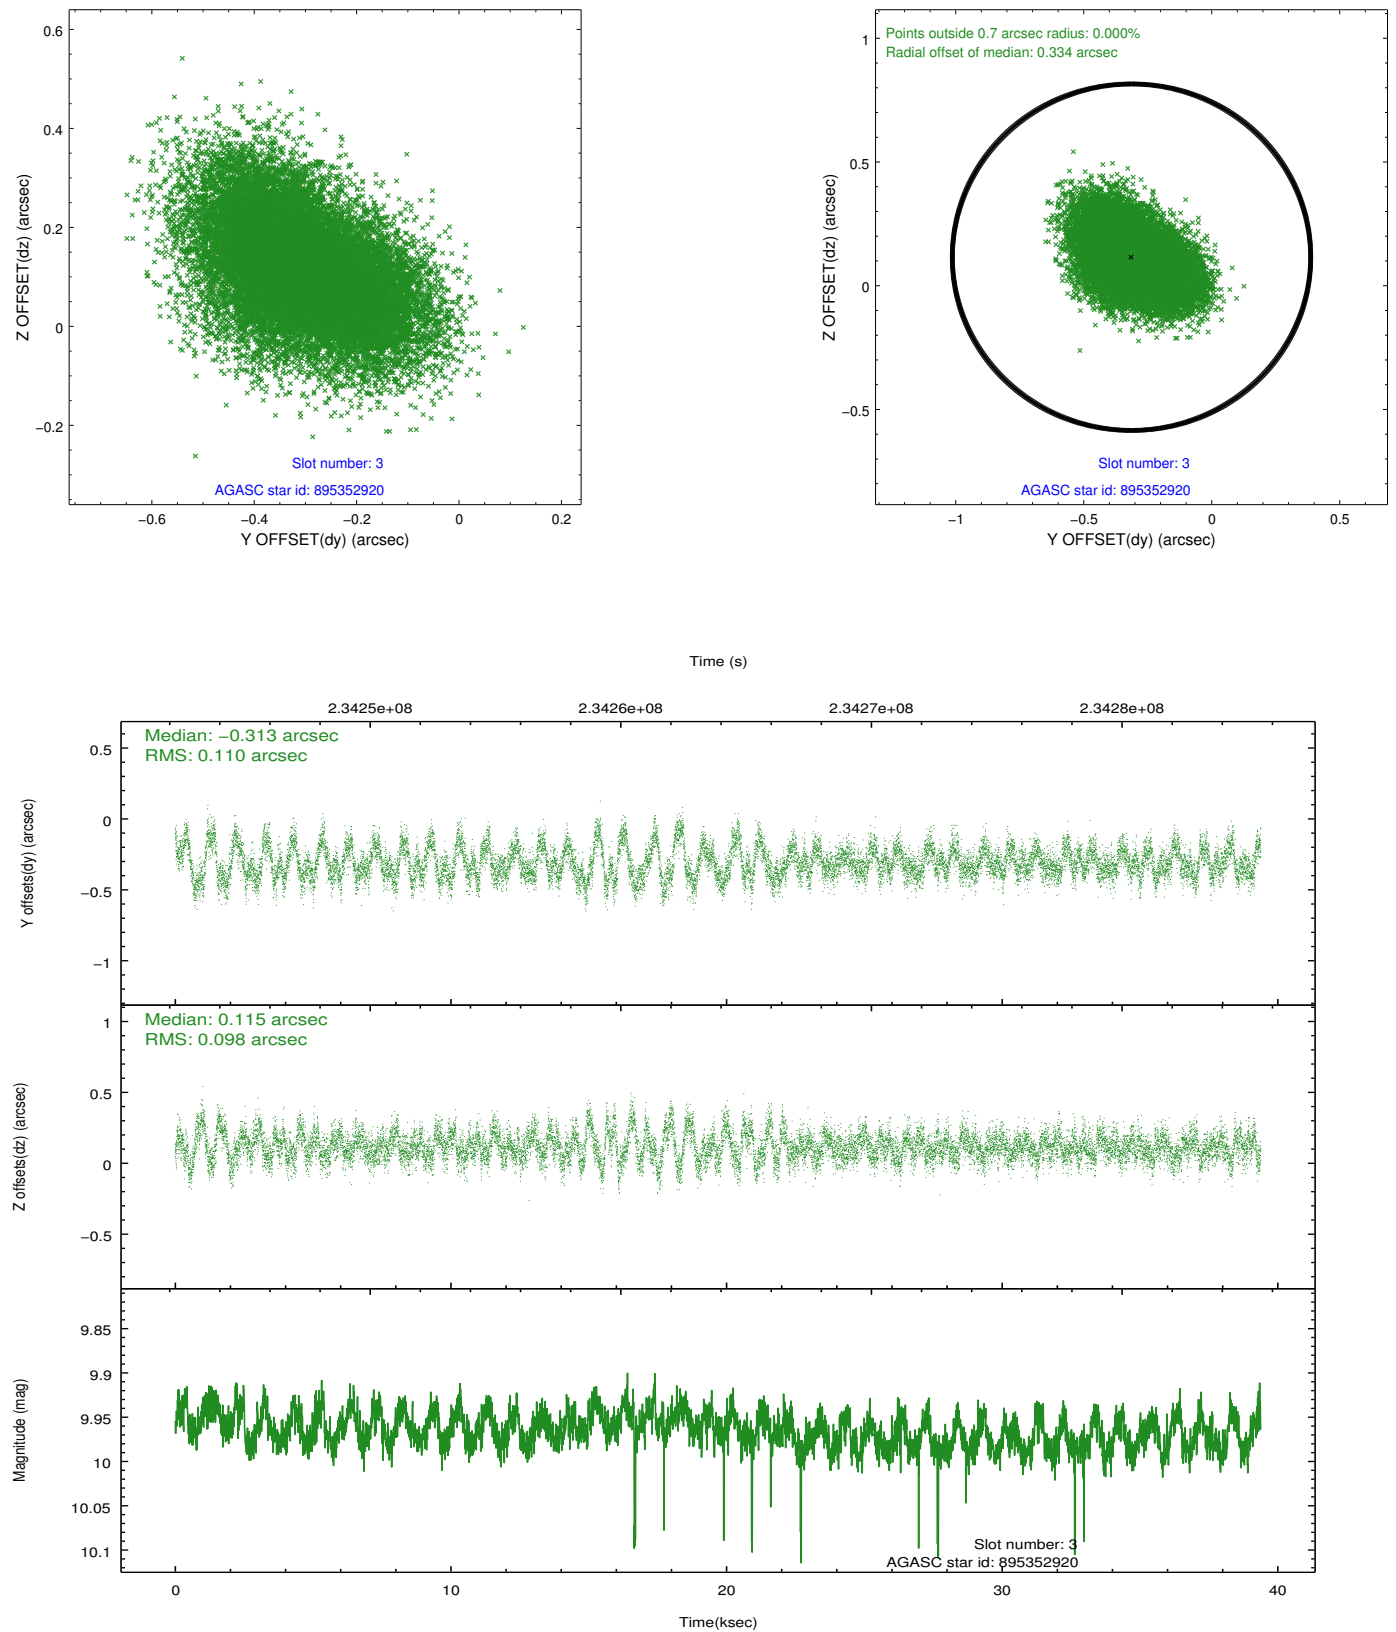 0.6
0.4
0.2
0
−0.2
Z OFFSET(dz) (arcsec)
Slot number: 3
AGASC star id: 895352920
−0.6
−0.4
−0.2
0
0.2
Y OFFSET(dy) (arcsec)
Points outside 0.7 arcsec radius: 0.000%
Radial offset of median: 0.334 arcsec
1
0.5
0
−0.5
Z OFFSET(dz) (arcsec)
Slot number: 3
AGASC star id: 895352920
−1
−0.5
0
0.5
Y OFFSET(dy) (arcsec)
Time (s)
2.3425e+08
2.3426e+08
2.3427e+08
2.3428e+08
Median: −0.313 arcsec
RMS: 0.110 arcsec
0.5
0
−0.5
−1
Y offsets(dy) (arcsec)
Median: 0.115 arcsec
RMS: 0.098 arcsec
1
0.5
0
−0.5
Z offsets(dz) (arcsec)
9.85
9.9
9.95
10
10.05
10.1
Magnitude (mag)
Slot number: 3
AGASC star id: 895352920
0
10
20
30
40
Time(ksec)